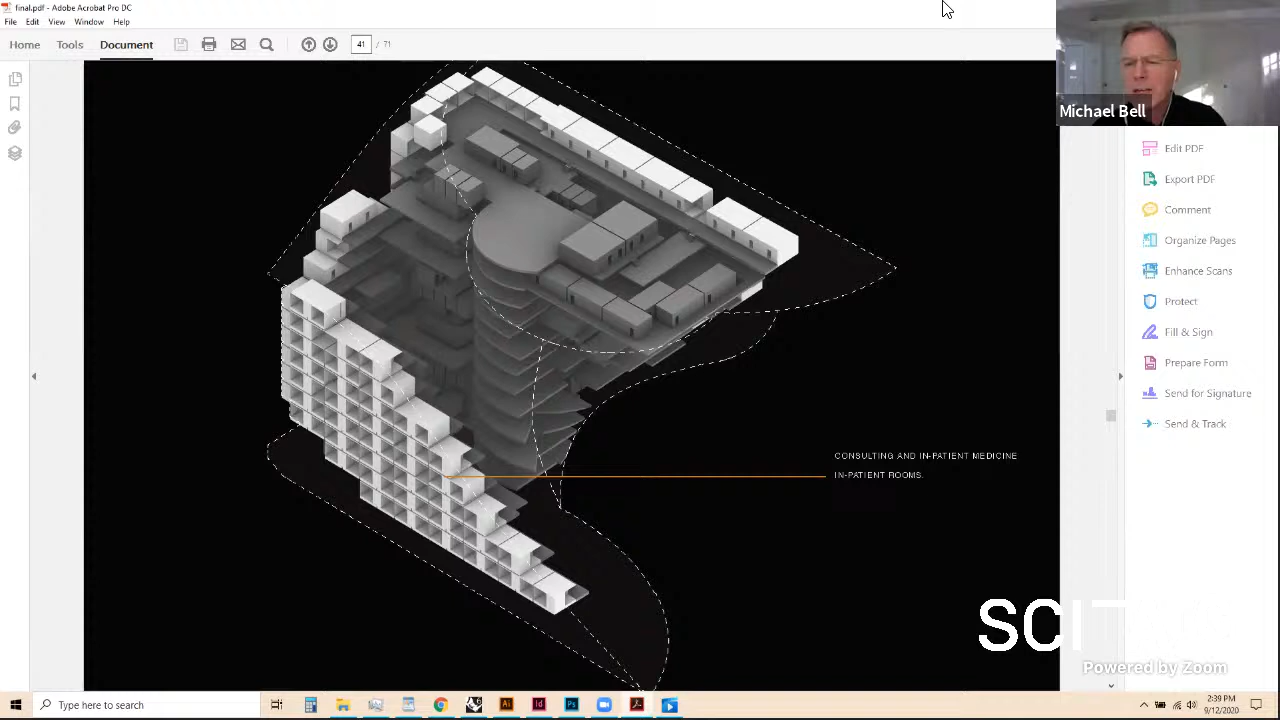 final.pdf - Adobe Acrobat Pro DC
File Edit View Window Help
Home Tools Document
41 / 71
Michael Bell
Edit PDF
Export PDF
Comment
Organize Pages
Enhance Scans
Protect
Fill & Sign
Prepare Form
Send for Signature
Send & Track
CONSULTING AND IN-PATIENT MEDICINE
IN-PATIENT ROOMS.
Powered by Zoom
Type here to search
Ai Id Ps
2:39 PM
9/12/2020